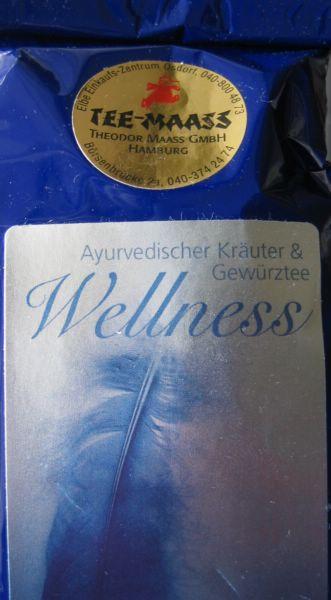 Elbe Einkaufs-Zentrum Osdorf, 040-800 48 73
TEE-MAASS
THEODOR MAASS GMBH
HAMBURG
Börsenbrücke 2a, 040-374 24 74
Ayurvedischer Kräuter &
Gewürztee
Wellness